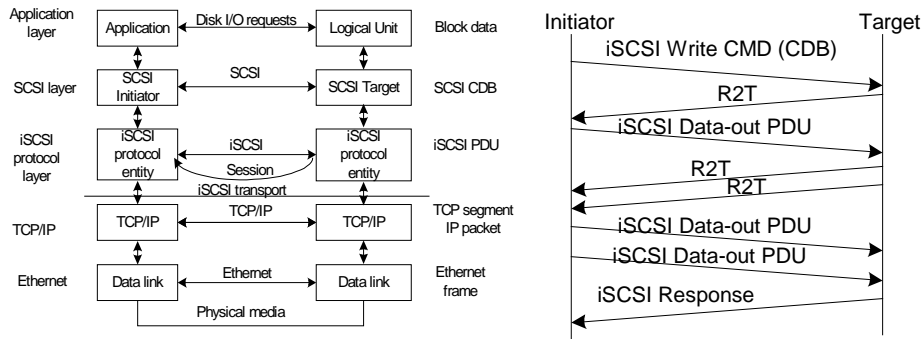 Application layer
Application
Disk I/O requests
Logical Unit
Block data
SCSI layer
SCSI Initiator
SCSI
SCSI Target
SCSI CDB
iSCSI protocol layer
iSCSI protocol entity
iSCSI
Session
iSCSI protocol entity
iSCSI PDU
iSCSI transport
TCP/IP
TCP/IP
TCP/IP
TCP/IP
TCP segment
IP packet
Ethernet
Data link
Ethernet
Data link
Ethernet frame
Physical media
Initiator
Target
iSCSI Write CMD (CDB)
R2T
iSCSI Data-out PDU
R2T
R2T
iSCSI Data-out PDU
iSCSI Data-out PDU
iSCSI Response